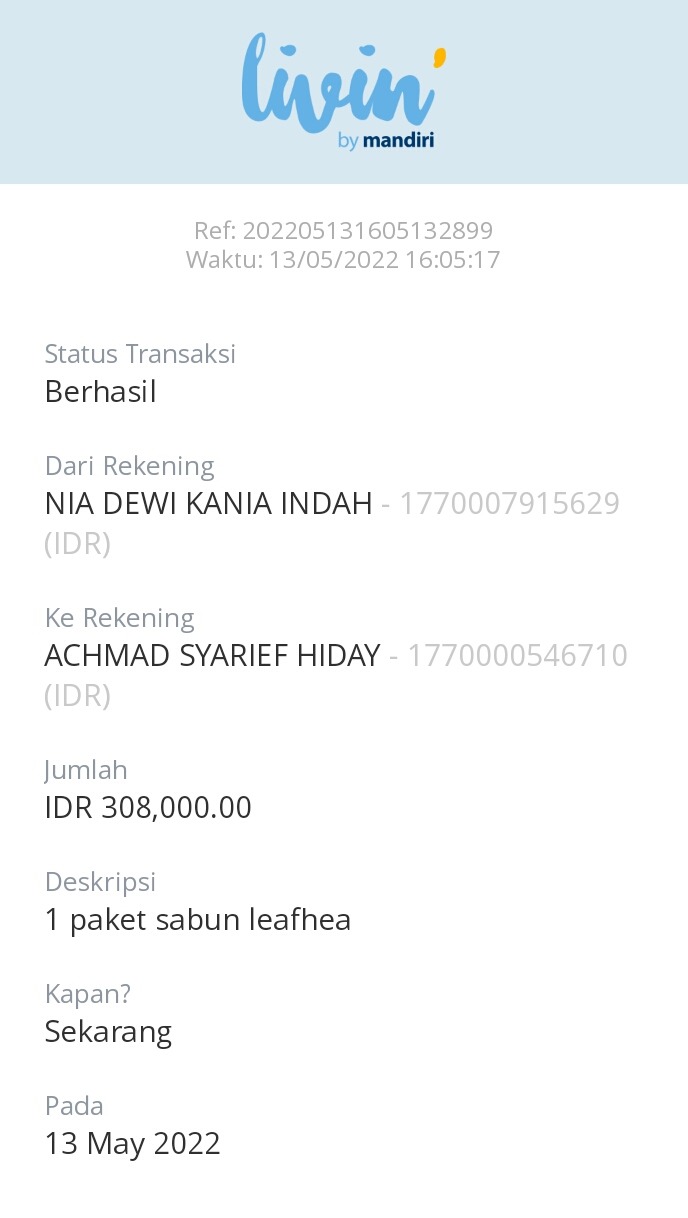 livin'
by mandiri
Ref: 202205131605132899
Waktu: 13/05/2022 16:05:17
Status Transaksi
Berhasil
Dari Rekening
NIA DEWI KANIA INDAH - 1770007915629
(IDR)
Ke Rekening
ACHMAD SYARIEF HIDAY - 1770000546710
(IDR)
Jumlah
IDR 308,000.00
Deskripsi
1 paket sabun leafhea
Kapan?
Sekarang
Pada
13 May 2022